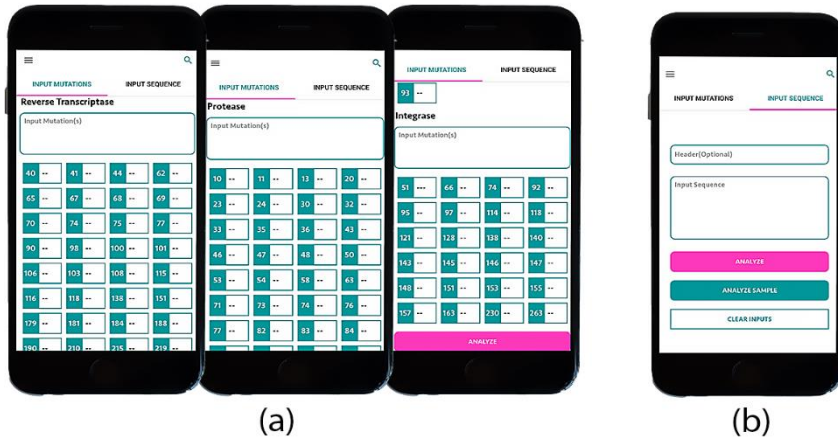 INPUT MUTATIONS INPUT SEQUENCE
Reverse Transcriptase
Input Mutation(s)
40 -- 41 -- 44 -- 62 --
65 -- 67 -- 68 -- 69 --
70 -- 74 -- 75 -- 77 --
90 -- 98 -- 100 -- 101 --
106 -- 103 -- 108 -- 115 --
116 -- 118 -- 138 -- 151 --
179 -- 181 -- 184 -- 188 --
190 -- 210 -- 215 -- 219 --
INPUT MUTATIONS INPUT SEQUENCE
Protease
Input Mutation(s)
10 -- 11 -- 13 -- 20 --
23 -- 24 -- 30 -- 32 --
33 -- 35 -- 36 -- 43 --
46 -- 47 -- 48 -- 50 --
53 -- 54 -- 58 -- 63 --
71 -- 73 -- 74 -- 76 --
77 -- 82 -- 83 -- 84 --
INPUT MUTATIONS INPUT SEQUENCE
93 --
Integrase
Input Mutation(s)
51 --- 66 -- 74 -- 92 --
95 -- 97 -- 114 -- 118 --
121 -- 128 -- 138 -- 140 --
143 -- 145 -- 146 -- 147 --
148 -- 151 -- 153 -- 155 --
157 -- 163 -- 230 -- 263 --
ANALYZE
(a)
INPUT MUTATIONS INPUT SEQUENCE
Header(Optional)
Input Sequence
ANALYZE
ANALYZE SAMPLE
CLEAR INPUTS
(b)